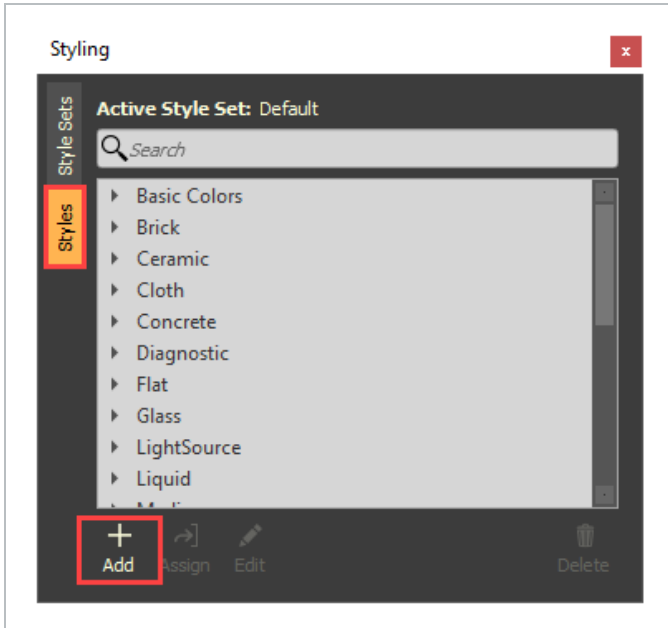 Styling
x
Style Sets
Styles
Active Style Set: Default
Search
Basic Colors
Brick
Ceramic
Cloth
Concrete
Diagnostic
Flat
Glass
LightSource
Liquid
Add Assign Edit Delete